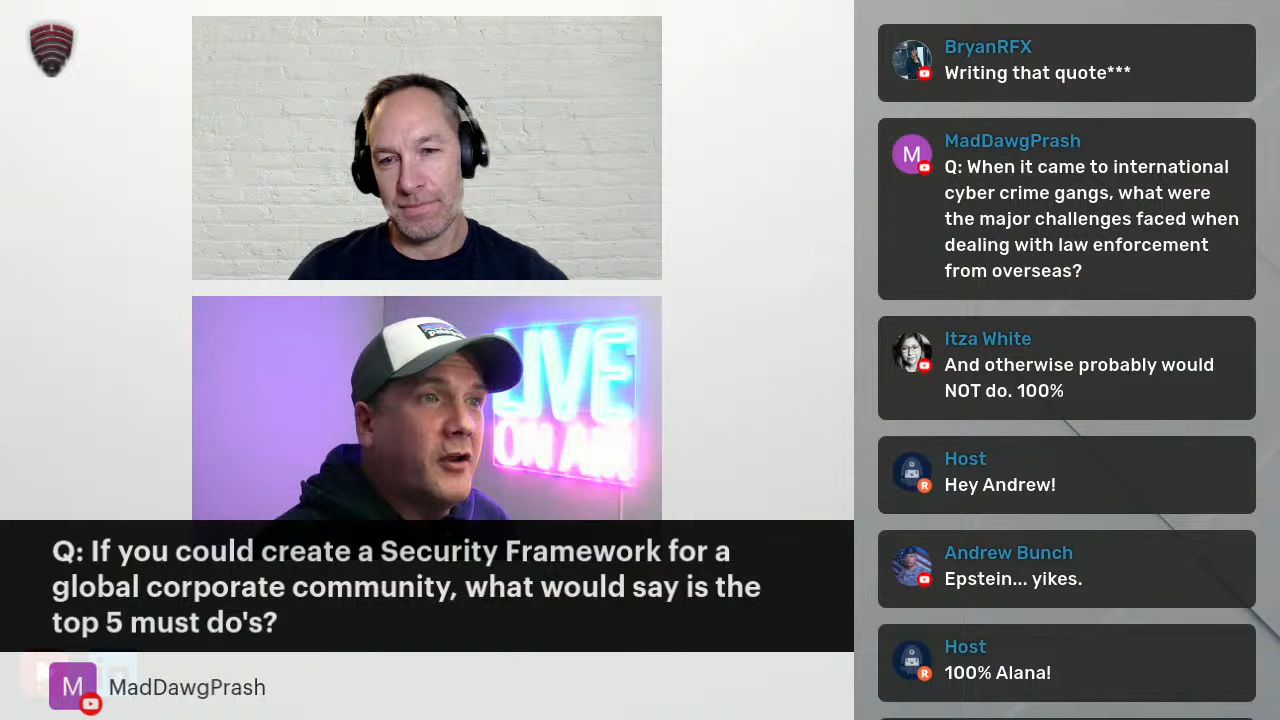 LIVE
ON AIR
Q: If you could create a Security Framework for a
global corporate community, what would say is the
top 5 must do's?
M
MadDawgPrash
BryanRFX
Writing that quote***
M
MadDawgPrash
Q: When it came to international
cyber crime gangs, what were
the major challenges faced when
dealing with law enforcement
from overseas?
Itza White
And otherwise probably would
NOT do. 100%
Host
R
Hey Andrew!
Andrew Bunch
Epstein... yikes.
Host
R
100% Alana!